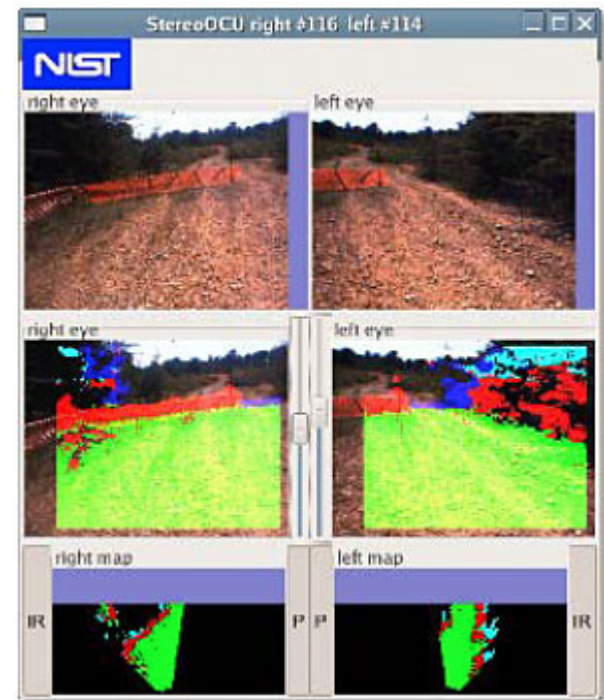 StereoOCU right #116 left #114
NIST
right eye left eye
right eye left eye
right map left map
IR P P IR